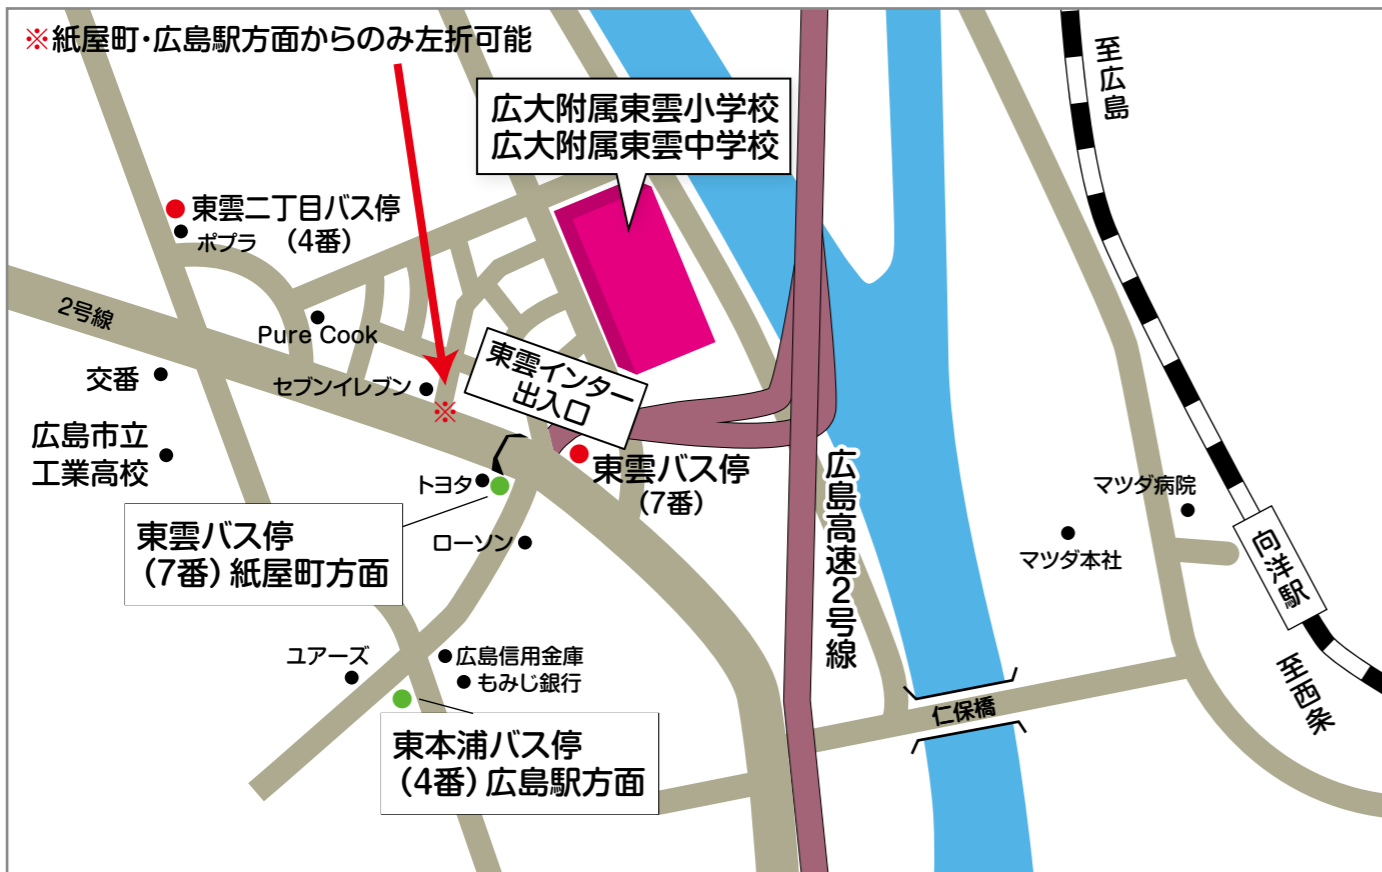 ※紙屋町・広島駅方面からのみ左折可能
広大附属東雲小学校
広大附属東雲中学校
至広島
東雲二丁目バス停
ポプラ (4番)
2号線
Pure Cook
交番
セブンイレブン
※
東雲インター
出入口
広島市立
工業高校
トヨタ
東雲バス停
(7番)
東雲バス停
(7番)紙屋町方面
ローソン
広島高速2号線
マツダ病院
マツダ本社
向洋駅
至西条
ユアーズ
広島信用金庫
もみじ銀行
仁保橋
東本浦バス停
(4番)広島駅方面